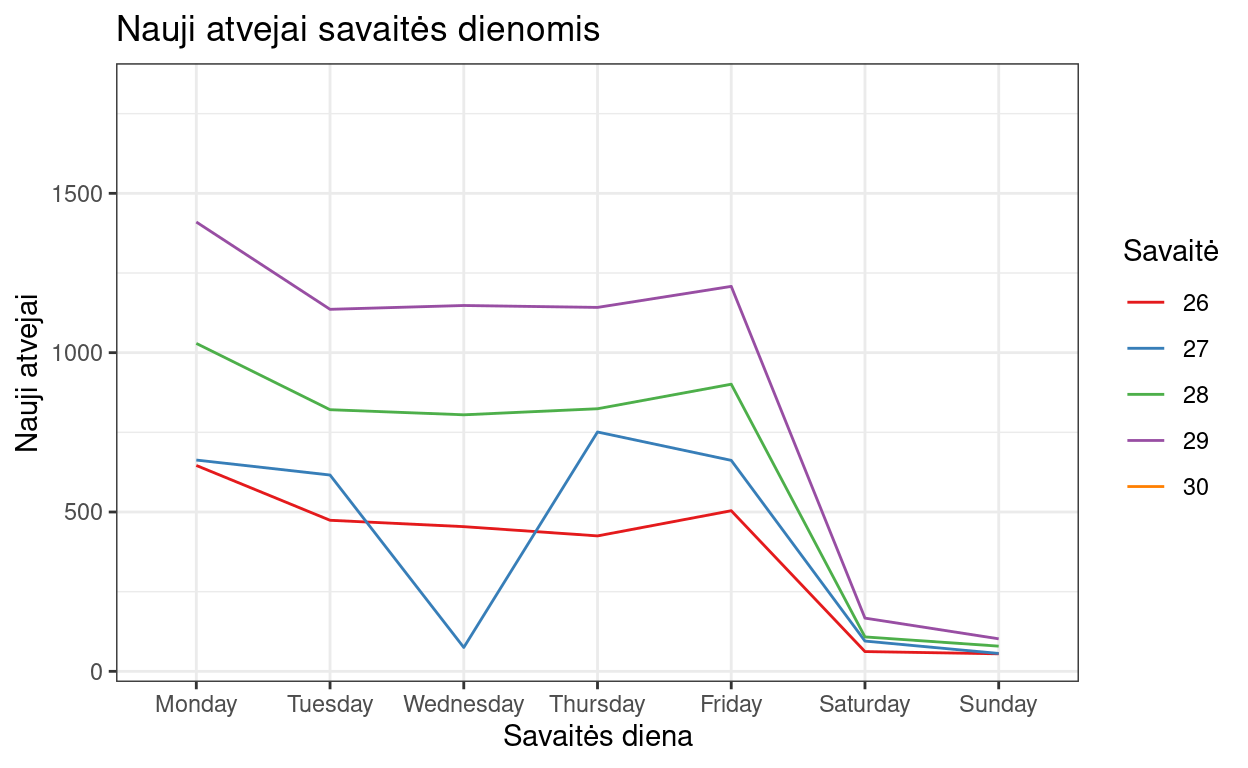 Nauji atvejai savaitės dienomis
Nauji atvejai
1500
1000
500
0
Monday Tuesday Wednesday Thursday Friday Saturday Sunday
Savaitės diena
Savaitė
26
27
28
29
30